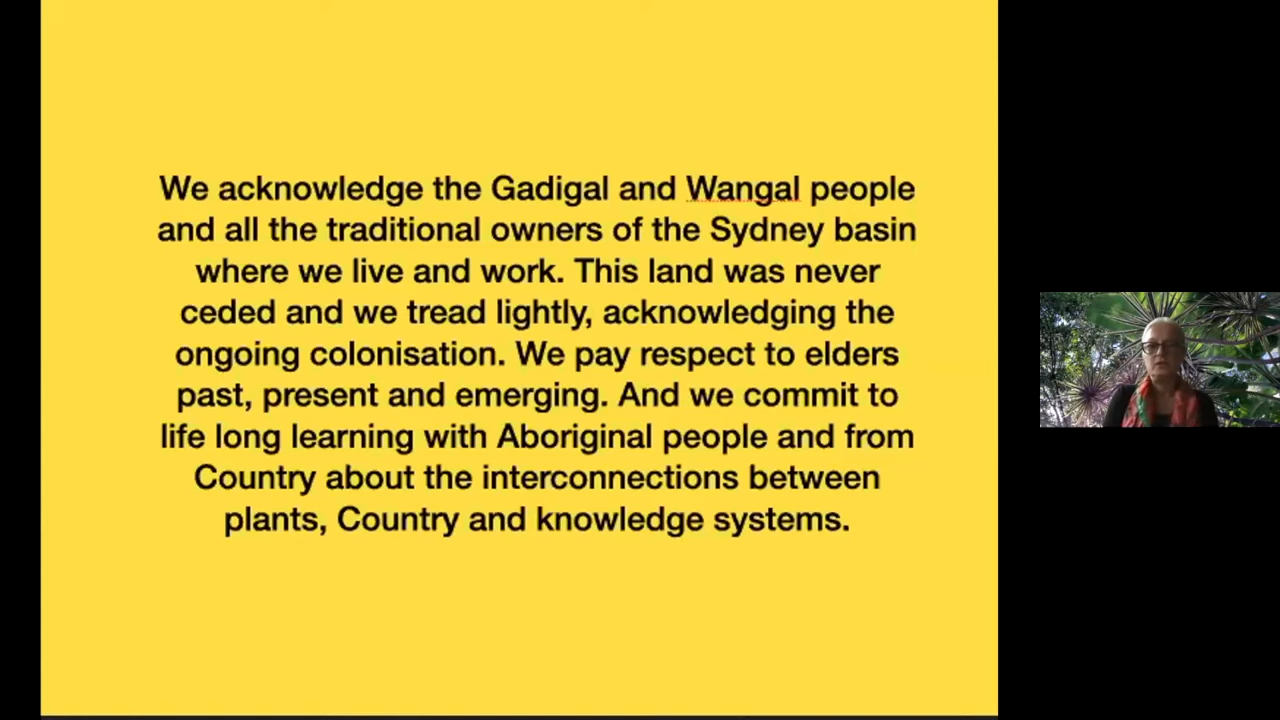 We acknowledge the Gadigal and Wangal people
and all the traditional owners of the Sydney basin
where we live and work. This land was never
ceded and we tread lightly, acknowledging the
ongoing colonisation. We pay respect to elders
past, present and emerging. And we commit to
life long learning with Aboriginal people and from
Country about the interconnections between
plants, Country and knowledge systems.